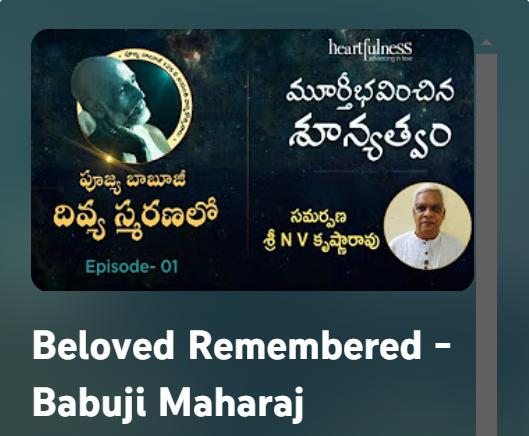 heartfulness
advancing in love
మూర్తీభవించిన
శూన్యత్వం
పూజ్య బాబూజీ
దివ్య స్మరణలో
Episode- 01
సమర్పణ
శ్రీ N V కృష్ణారావు
Beloved Remembered -
Babuji Maharaj